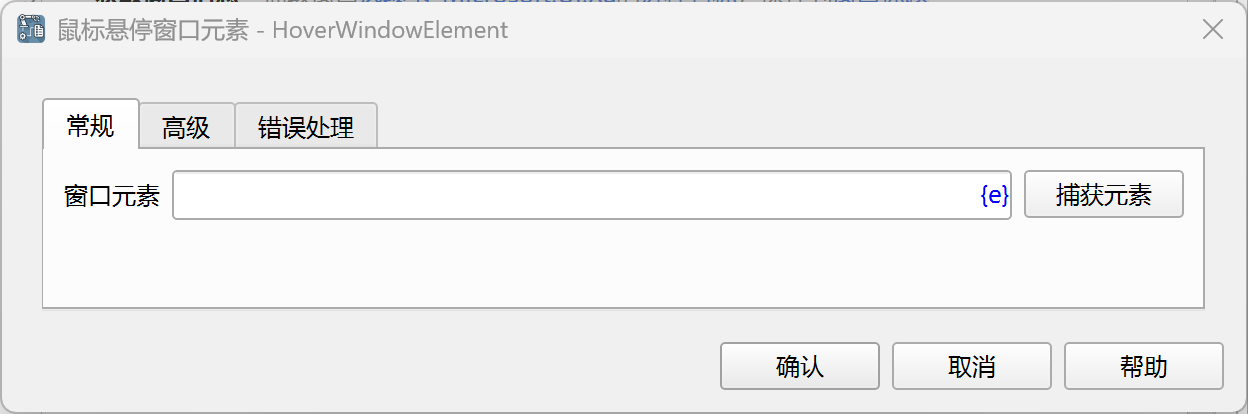 鼠标悬停窗口元素 - HoverWindowElement
常规 高级 错误处理
窗口元素 {e} 捕获元素
确认 取消 帮助